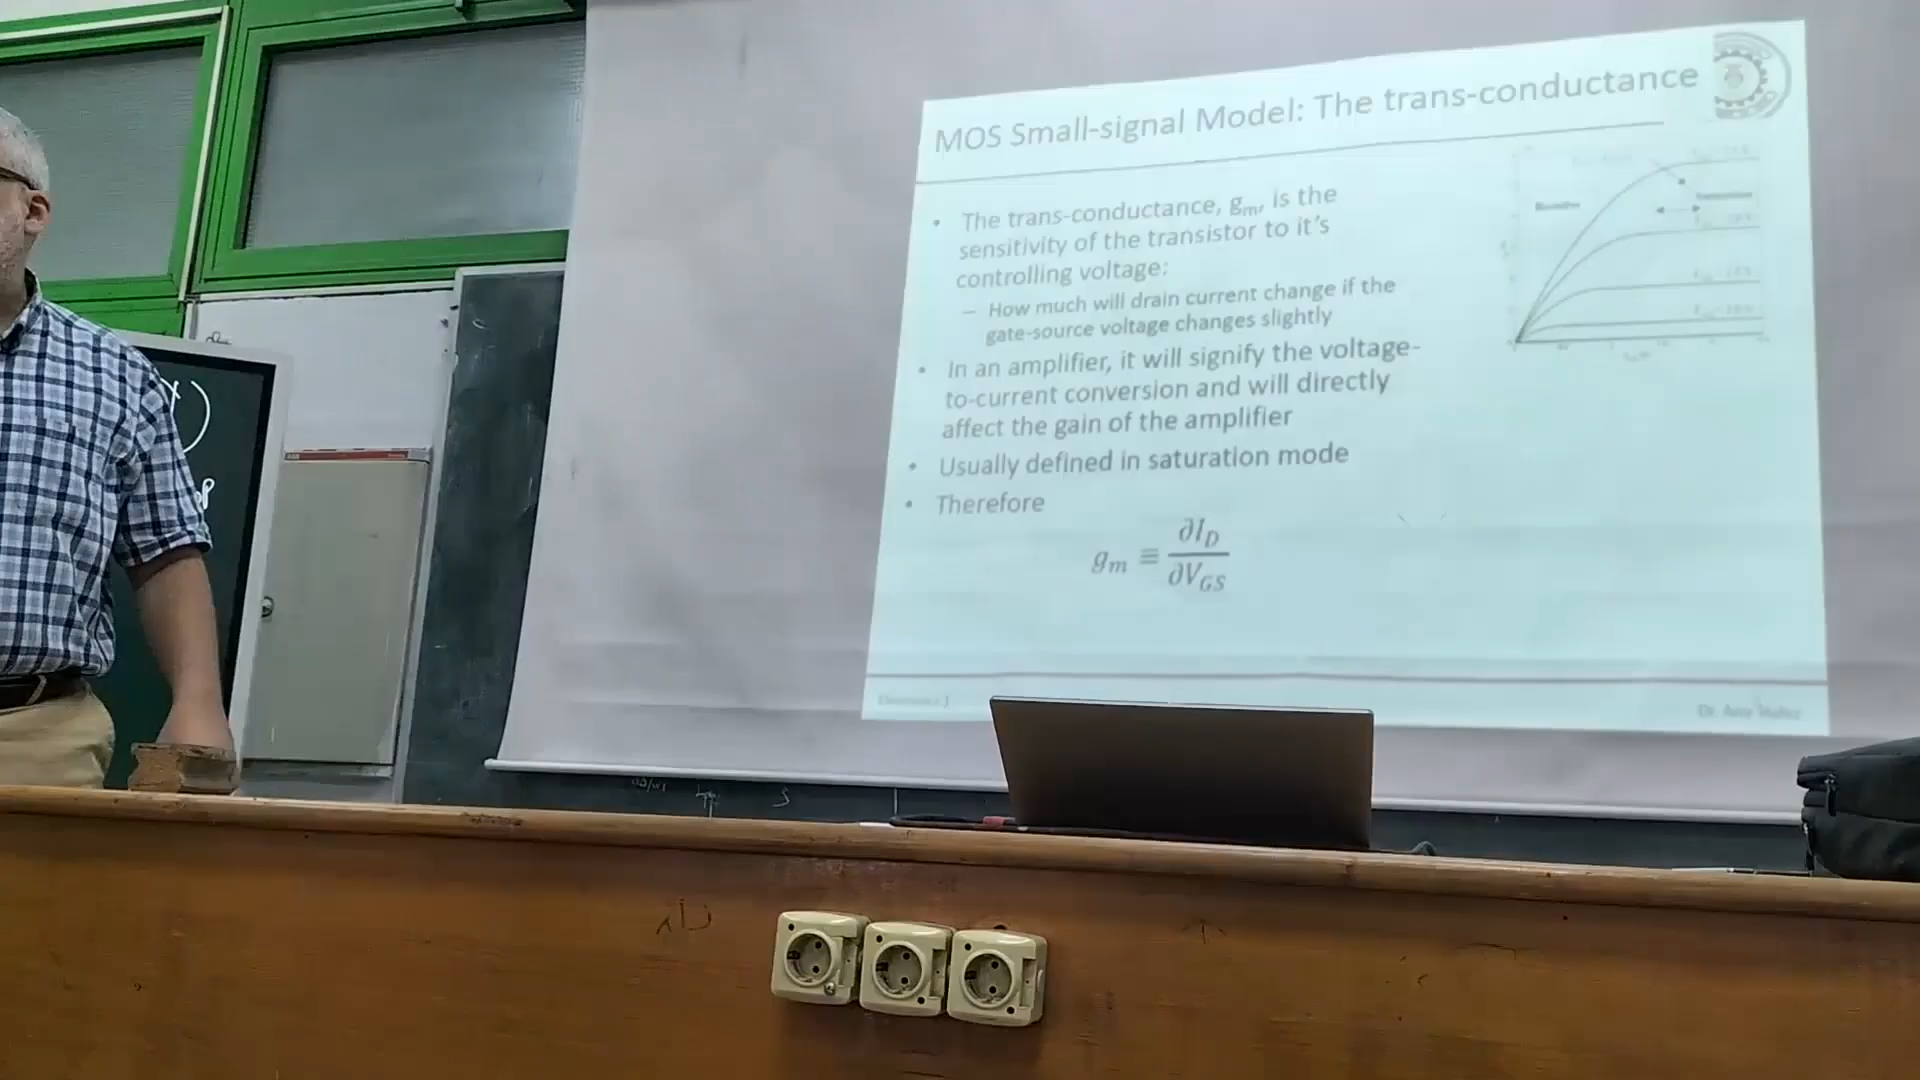 MOS Small-signal Model: The trans-conductance
• The trans-conductance, gm, is the
sensitivity of the transistor to it's
controlling voltage:
– How much will drain current change if the
gate-source voltage changes slightly
• In an amplifier, it will signify the voltage-
to-current conversion and will directly
affect the gain of the amplifier
• Usually defined in saturation mode
• Therefore
gm ≡ ∂ID / ∂VGS
Dr.